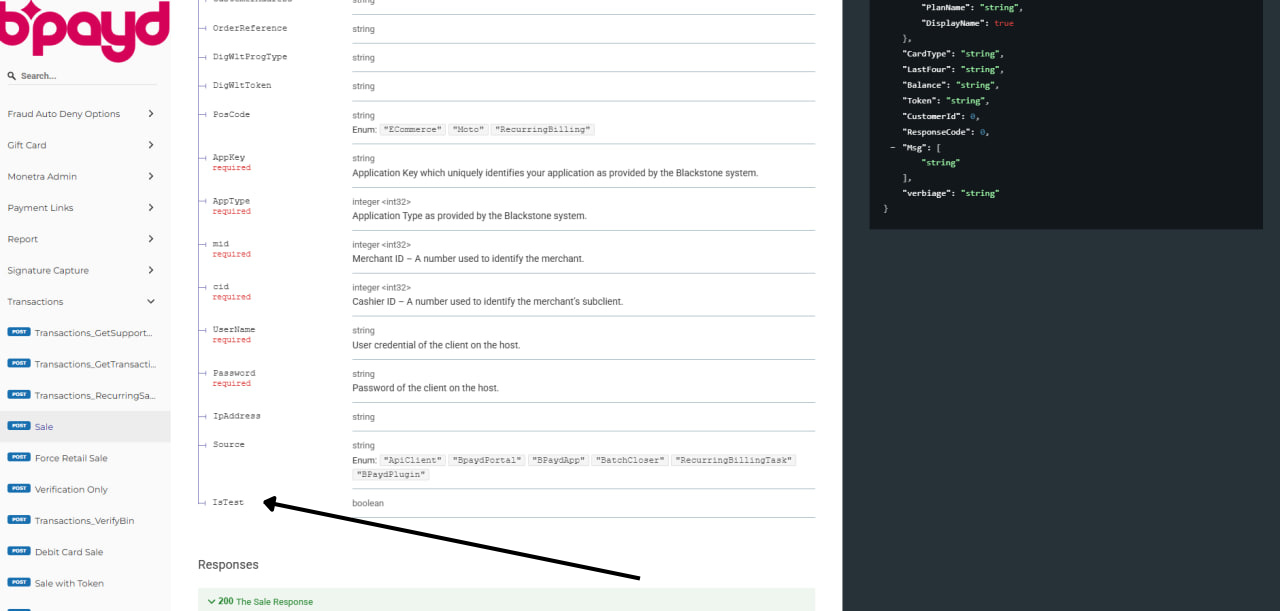 bpayd
Search...
Fraud Auto Deny Options
Gift Card
Monetra Admin
Payment Links
Report
Signature Capture
Transactions
POST Transactions_GetSupport...
POST Transactions_GetTransacti...
POST Transactions_RecurringSa...
POST Sale
POST Force Retail Sale
POST Verification Only
POST Transactions_VerifyBin
POST Debit Card Sale
POST Sale with Token
string
OrderReference
string
DigWltProgType
string
DigWltToken
string
PosCode
string
Enum: "ECommerce" "Moto" "RecurringBilling"
AppKey
required
string
Application Key which uniquely identifies your application as provided by the Blackstone system.
AppType
required
integer <int32>
Application Type as provided by the Blackstone system.
mid
required
integer <int32>
Merchant ID – A number used to identify the merchant.
cid
required
integer <int32>
Cashier ID – A number used to identify the merchant's subclient.
UserName
required
string
User credential of the client on the host.
Password
required
string
Password of the client on the host.
IpAddress
string
Source
string
Enum: "ApiClient" "BpaydPortal" "BPaydApp" "BatchCloser" "RecurringBillingTask"
"BPaydPlugin"
IsTest
boolean
Responses
200 The Sale Response
"PlanName": "string",
"DisplayName": true
},
"CardType": "string",
"LastFour": "string",
"Balance": "string",
"Token": "string",
"CustomerId": 0,
"ResponseCode": 0,
– "Msg": [
"string"
],
"verbiage": "string"
}